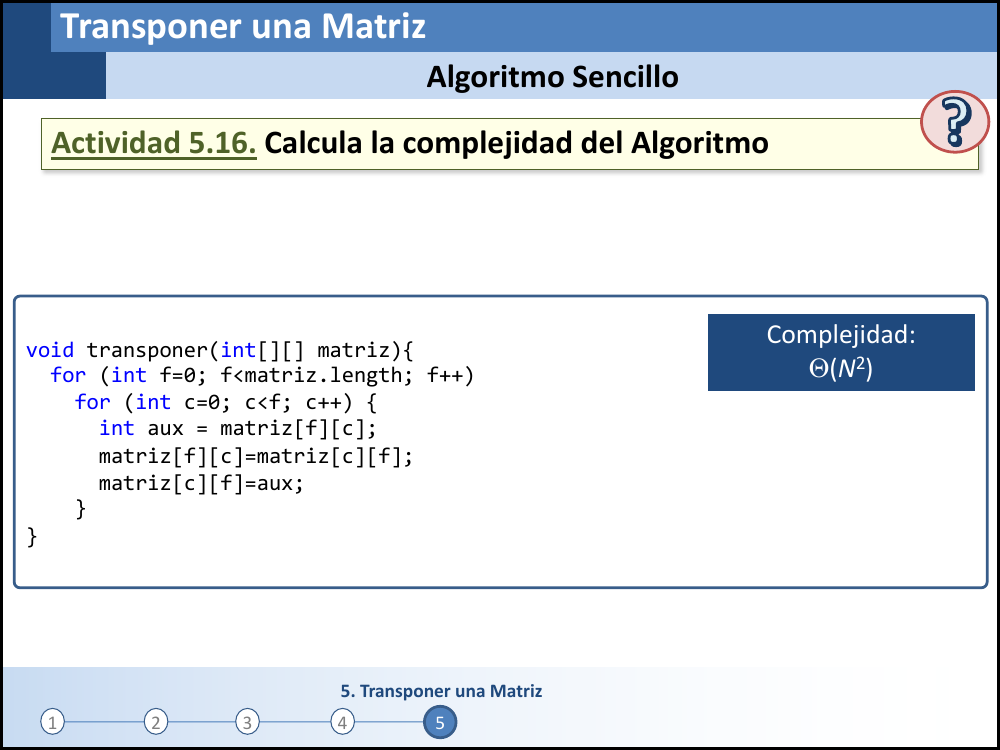 Transponer una Matriz
Algoritmo Sencillo
?
Actividad 5.16. Calcula la complejidad del Algoritmo
Complejidad:
Θ(N²)
void transponer(int[][] matriz){
  for (int f=0; f<matriz.length; f++)
    for (int c=0; c<f; c++) {
      int aux = matriz[f][c];
      matriz[f][c]=matriz[c][f];
      matriz[c][f]=aux;
    }
}
5. Transponer una Matriz
1 2 3 4 5